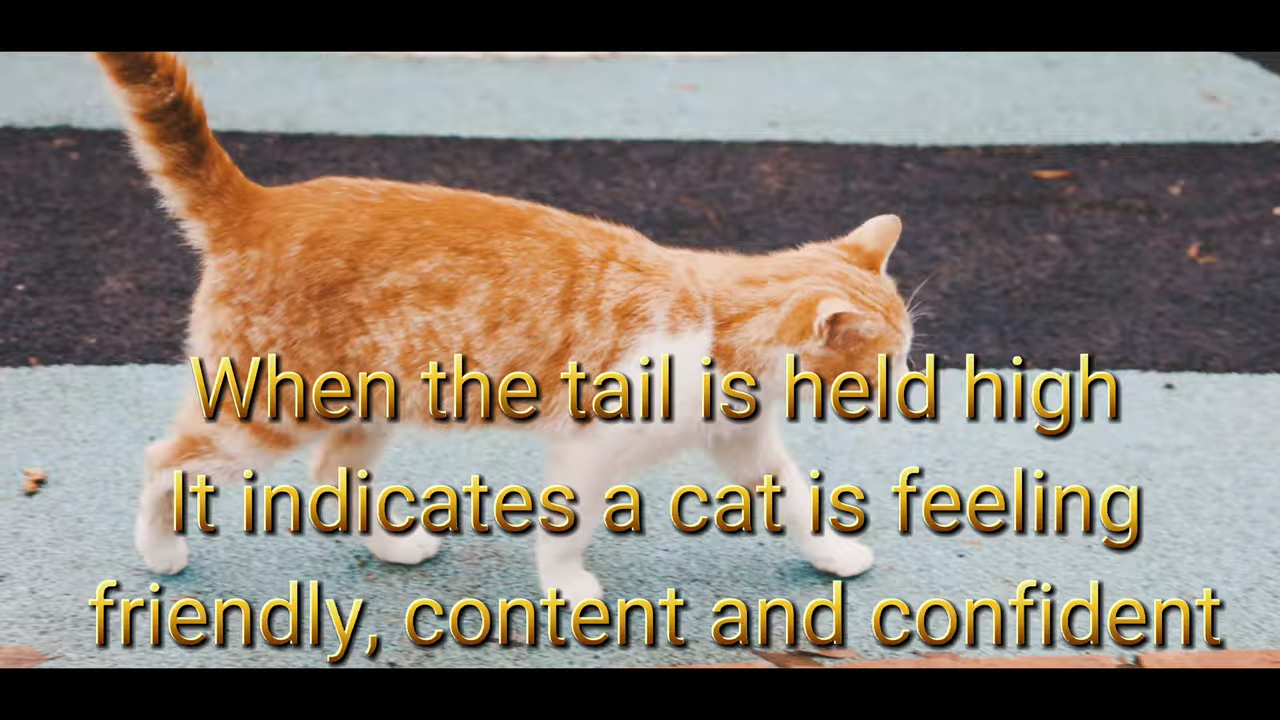 When the tail is held high
It indicates a cat is feeling
friendly, content and confident